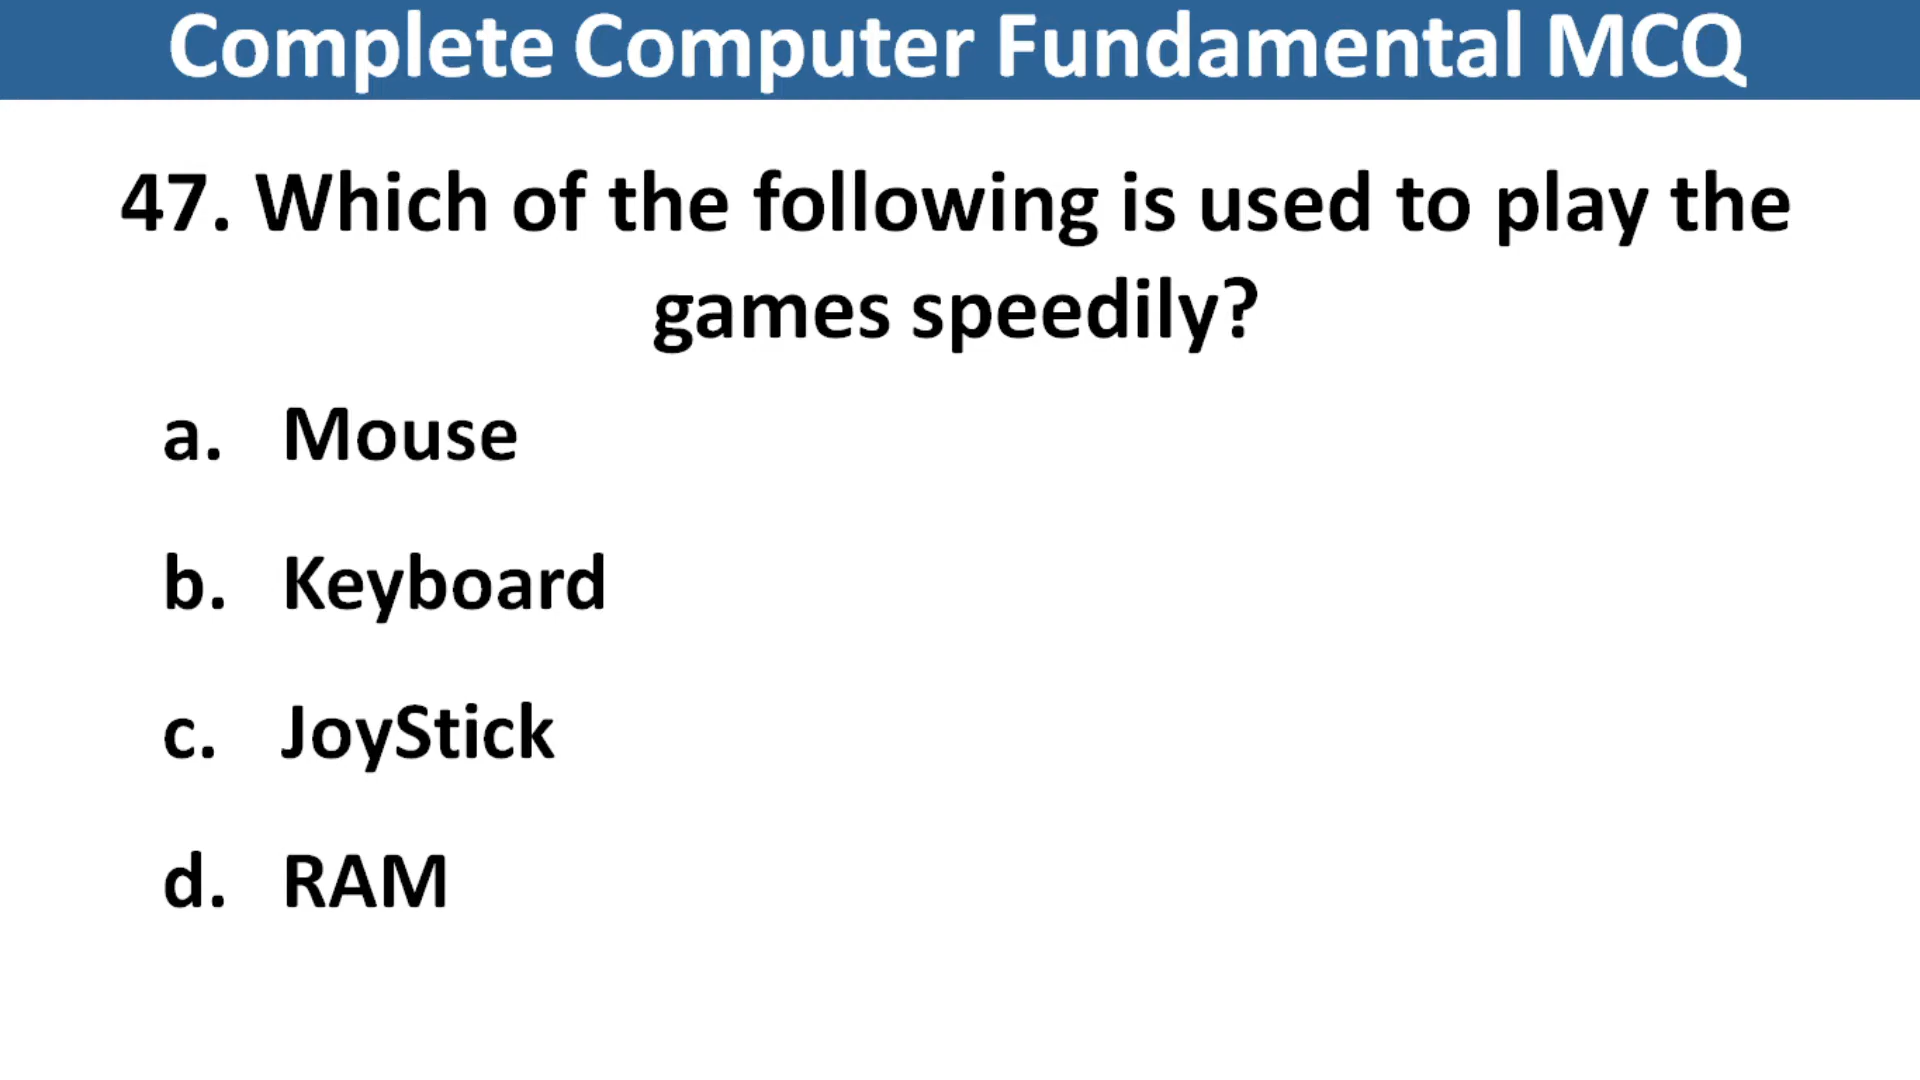 Complete Computer Fundamental MCQ
47. Which of the following is used to play the
games speedily?
a. Mouse
b. Keyboard
c. JoyStick
d. RAM